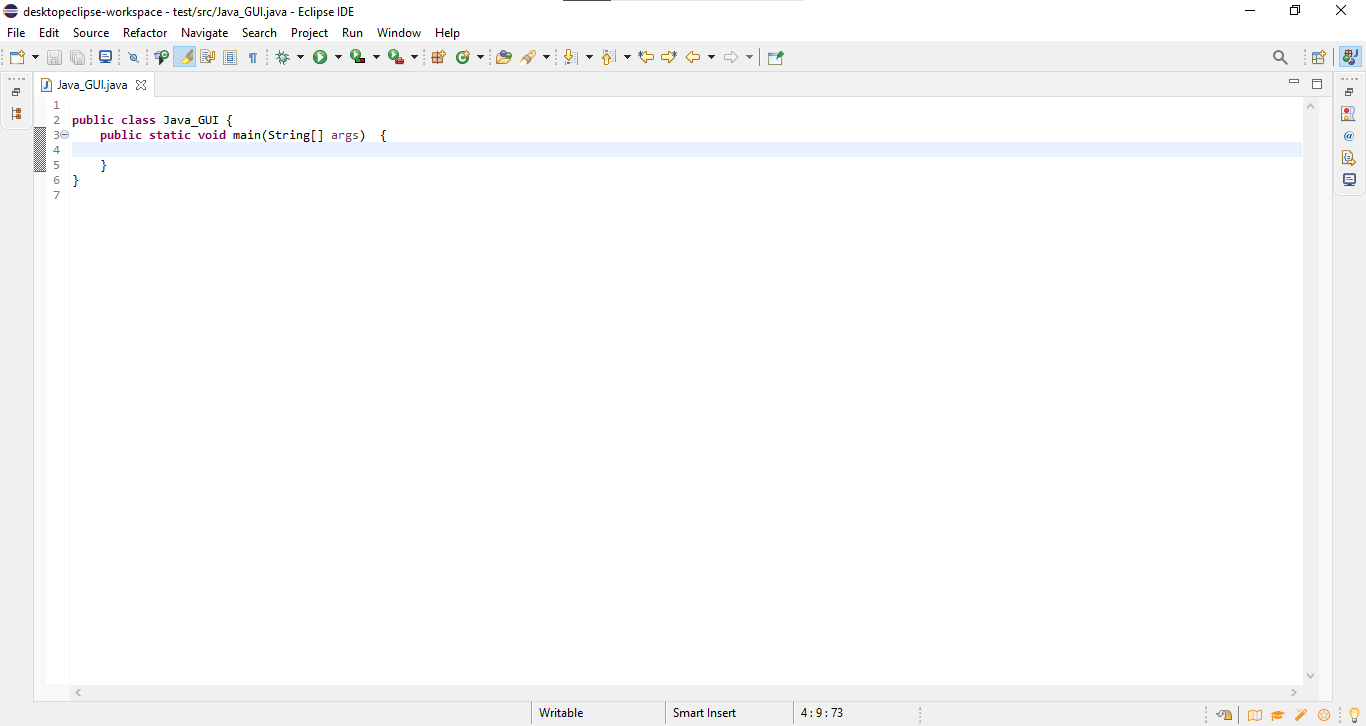 desktopeclipse-workspace - test/src/Java_GUI.java - Eclipse IDE
File Edit Source Refactor Navigate Search Project Run Window Help
Java_GUI.java
1
2 public class Java_GUI {
3 public static void main(String[] args)  {
4
5 }
6 }
7
Writable Smart Insert 4 : 9 : 73